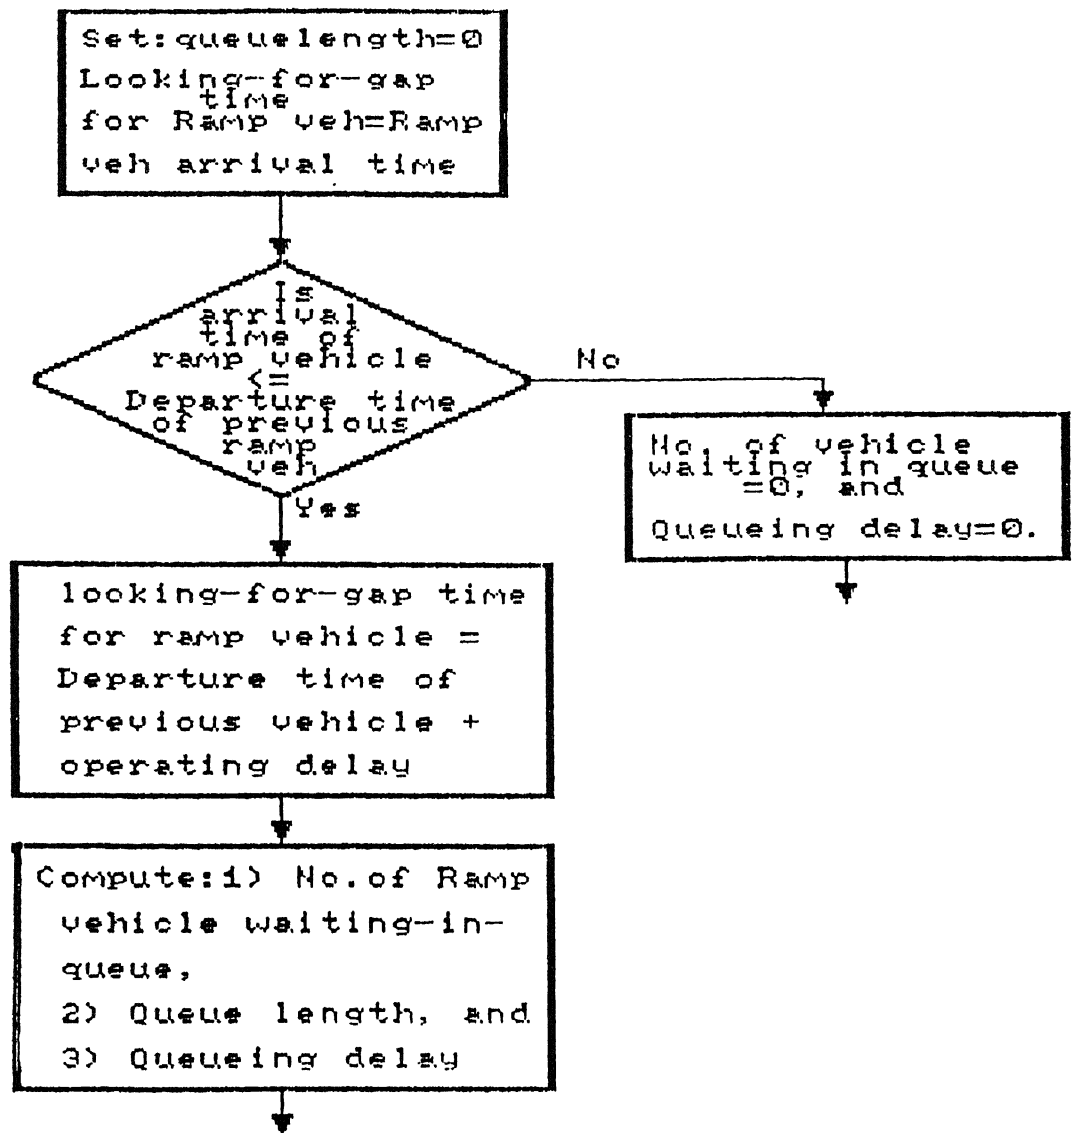 Set:queuelength=0
Looking-for-gap
time
for Ramp veh=Ramp
veh arrival time
Is
arrival
time of
ramp vehicle
<=
Departure time
of previous
ramp
veh
No
No. of vehicle
waiting in queue
=0, and
Queueing delay=0.
Yes
looking-for-gap time
for ramp vehicle =
Departure time of
previous vehicle +
operating delay
Compute:1) No.of Ramp
vehicle waiting-in-
queue,
2) Queue length, and
3) Queueing delay